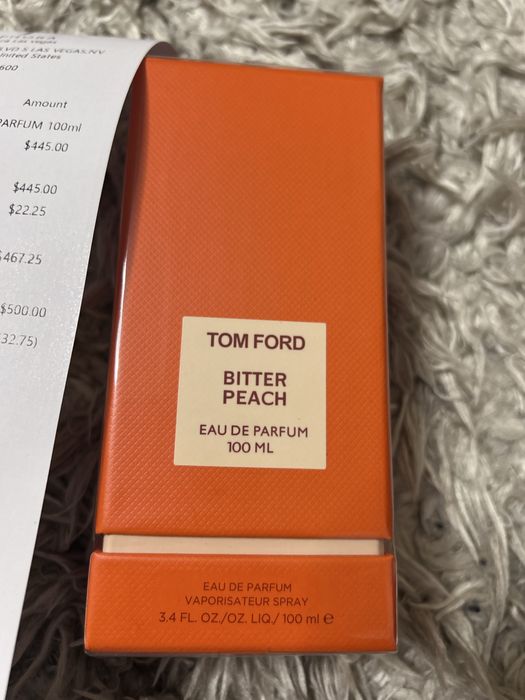 Las Vegas
LVD S LAS VEGAS,NV
United States
600
Amount
PARFUM 100ml
$445.00
$445.00
$22.25
$467.25
$500.00
32.75)
TOM FORD
BITTER
PEACH
EAU DE PARFUM
100 ML
EAU DE PARFUM
VAPORISATEUR SPRAY
3.4 FL. OZ./OZ. LIQ./ 100 ml ℮